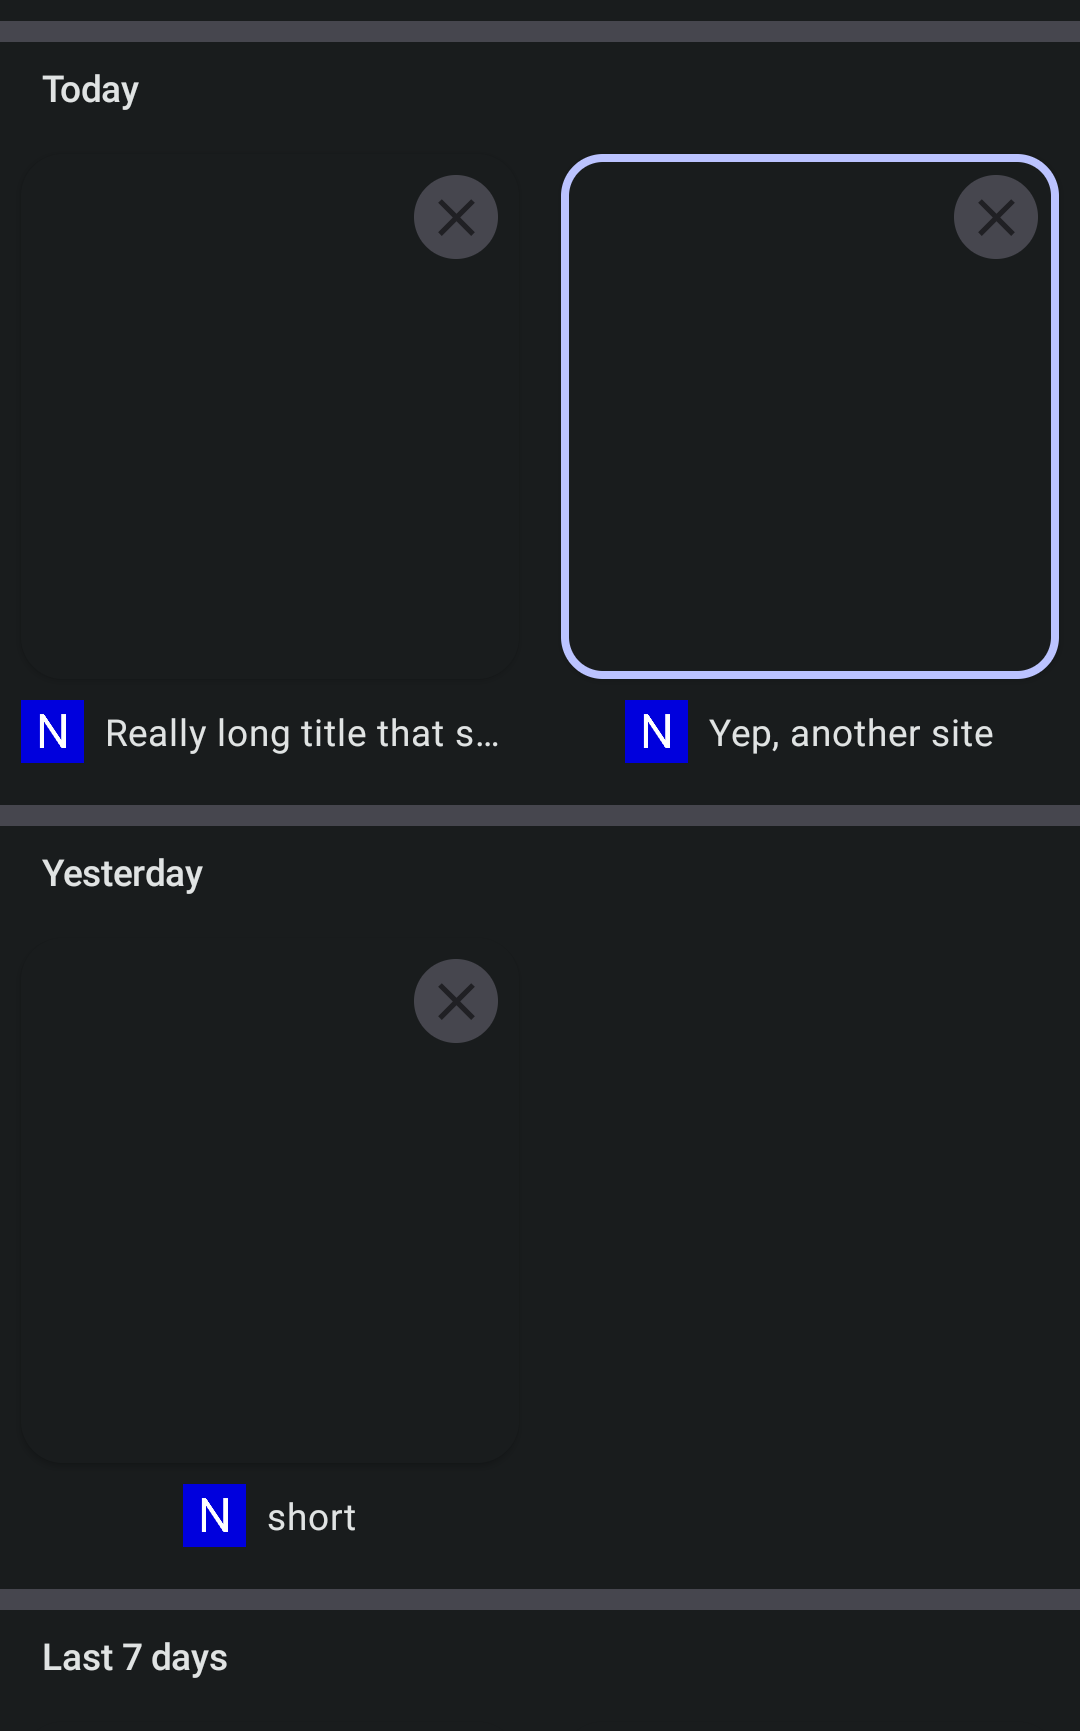 Today
N Really long title that s...
N Yep, another site
Yesterday
N short
Last 7 days